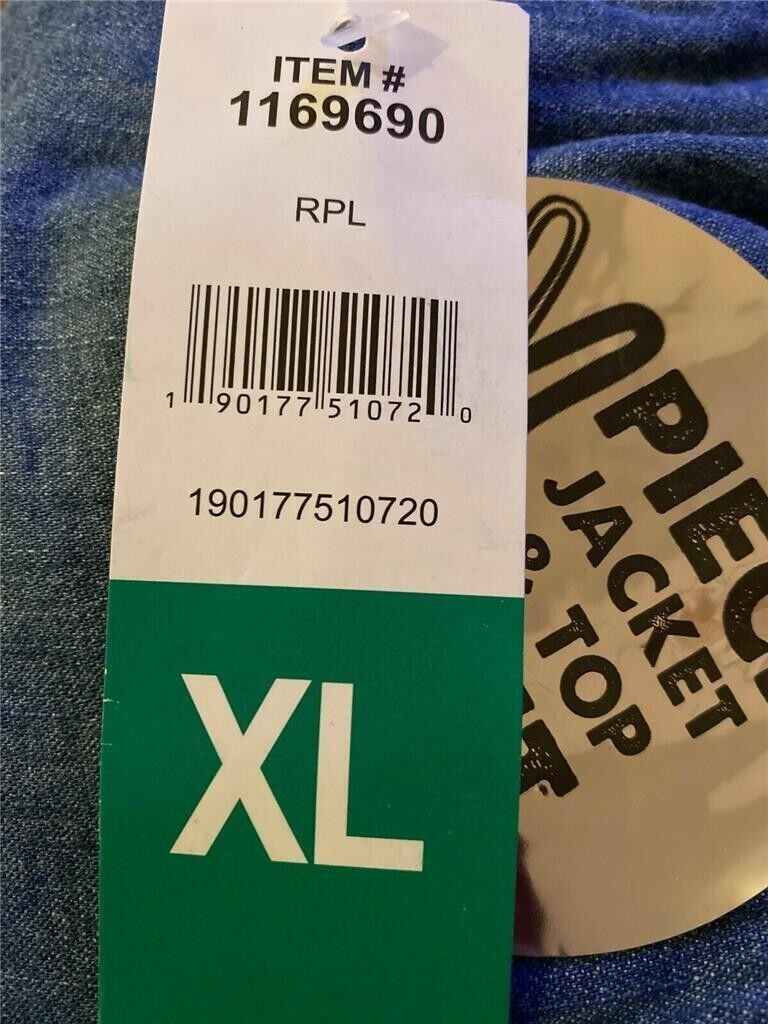 ITEM #
1169690
RPL
1 90177 51072 0
190177510720
XL
PIEC
JACKET
& TOP